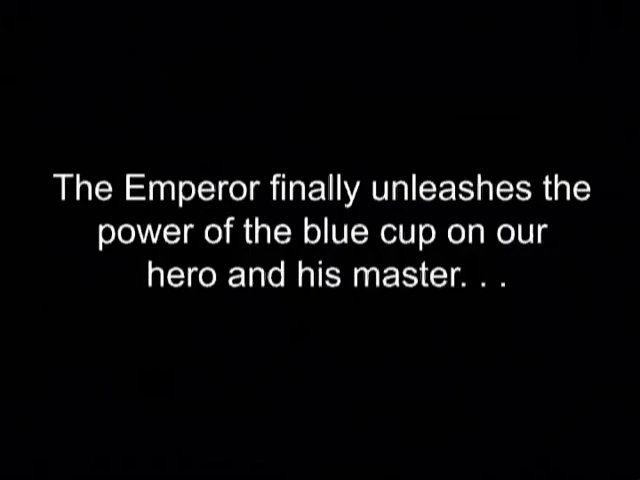 The Emperor finally unleashes the
power of the blue cup on our
hero and his master. . .